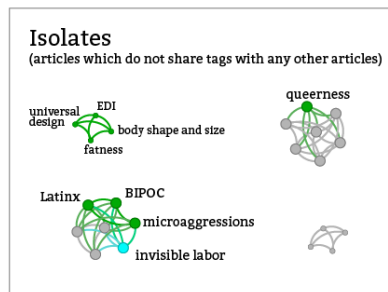 Isolates
(articles which do not share tags with any other articles)
EDI
universal
design
body shape and size
fatness
queerness
Latinx
BIPOC
microaggressions
invisible labor